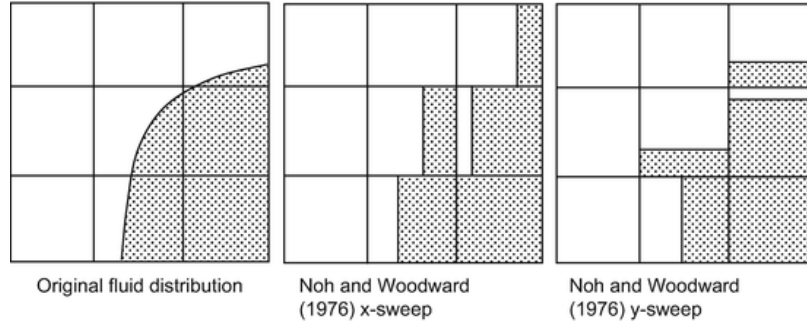 Original fluid distribution
Noh and Woodward
(1976) x-sweep
Noh and Woodward
(1976) y-sweep